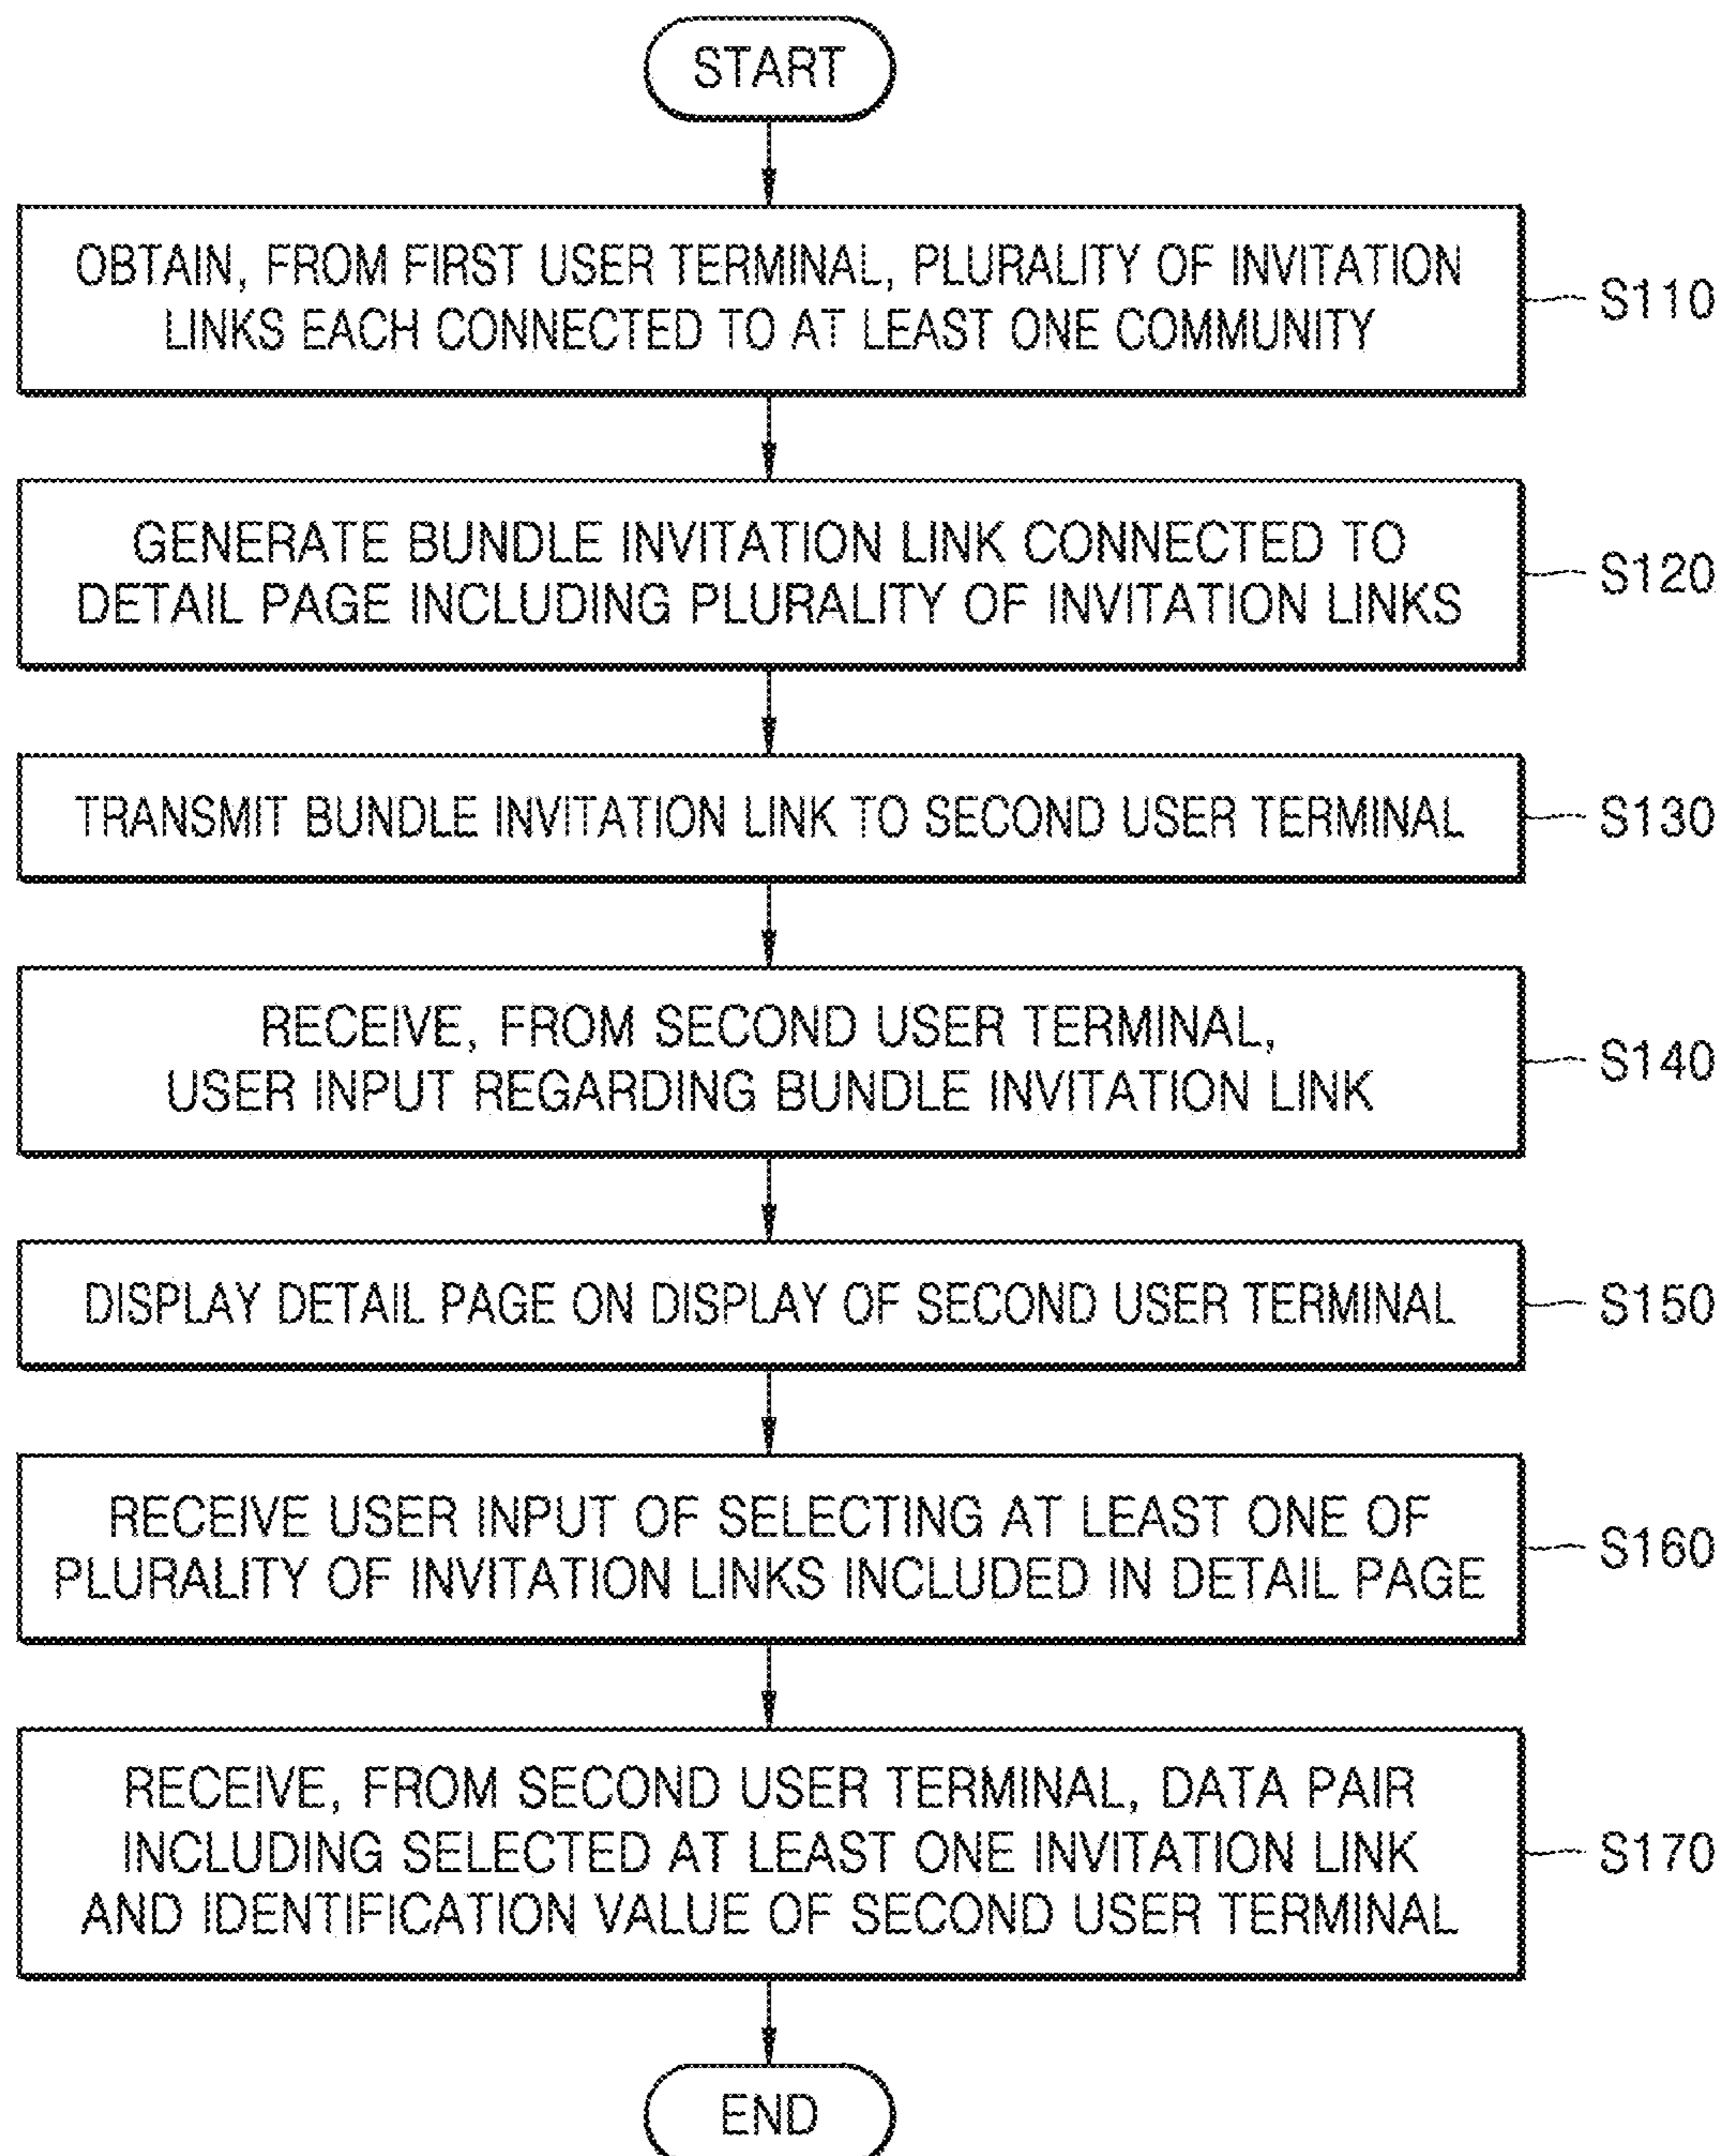 START
OBTAIN, FROM FIRST USER TERMINAL, PLURALITY OF INVITATION
LINKS EACH CONNECTED TO AT LEAST ONE COMMUNITY
S110
GENERATE BUNDLE INVITATION LINK CONNECTED TO
DETAIL PAGE INCLUDING PLURALITY OF INVITATION LINKS
S120
TRANSMIT BUNDLE INVITATION LINK TO SECOND USER TERMINAL
S130
RECEIVE, FROM SECOND USER TERMINAL,
USER INPUT REGARDING BUNDLE INVITATION LINK
S140
DISPLAY DETAIL PAGE ON DISPLAY OF SECOND USER TERMINAL
S150
RECEIVE USER INPUT OF SELECTING AT LEAST ONE OF
PLURALITY OF INVITATION LINKS INCLUDED IN DETAIL PAGE
S160
RECEIVE, FROM SECOND USER TERMINAL, DATA PAIR
INCLUDING SELECTED AT LEAST ONE INVITATION LINK
AND IDENTIFICATION VALUE OF SECOND USER TERMINAL
S170
END